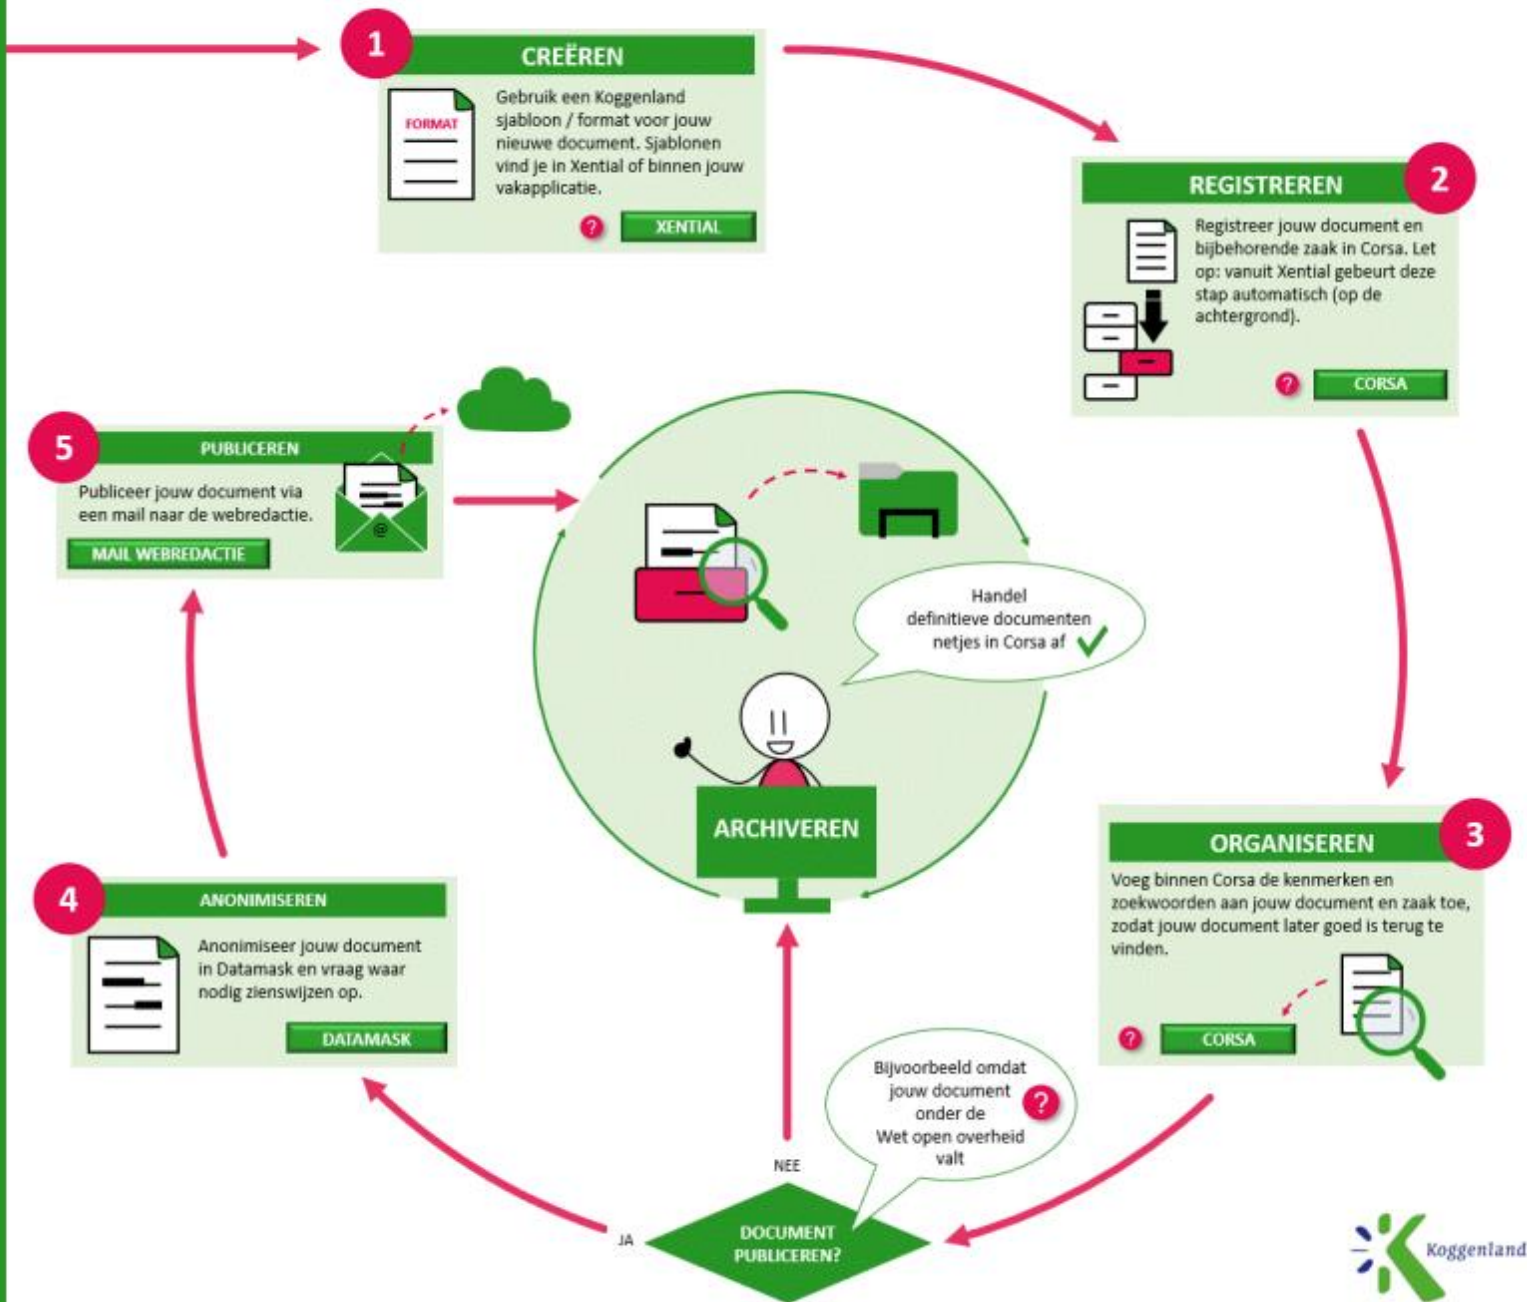 1
CREËREN
FORMAT
Gebruik een Koggenland
sjabloon / format voor jouw
nieuwe document. Sjablonen
vind je in Xential of binnen jouw
vakapplicatie.
?
XENTIAL
2
REGISTREREN
Registreer jouw document en
bijbehorende zaak in Corsa. Let
op: vanuit Xential gebeurt deze
stap automatisch (op de
achtergrond).
?
CORSA
3
ORGANISEREN
Voeg binnen Corsa de kenmerken en
zoekwoorden aan jouw document en zaak toe,
zodat jouw document later goed is terug te
vinden.
?
CORSA
DOCUMENT
PUBLICEREN?
Bijvoorbeeld omdat
jouw document
onder de
Wet open overheid
valt
?
JA
NEE
4
ANONIMISEREN
Anonimiseer jouw document
in Datamask en vraag waar
nodig zienswijzen op.
DATAMASK
5
PUBLICEREN
Publiceer jouw document via
een mail naar de webredactie.
@
MAIL WEBREDACTIE
Handel
definitieve documenten
netjes in Corsa af
ARCHIVEREN
Koggenland